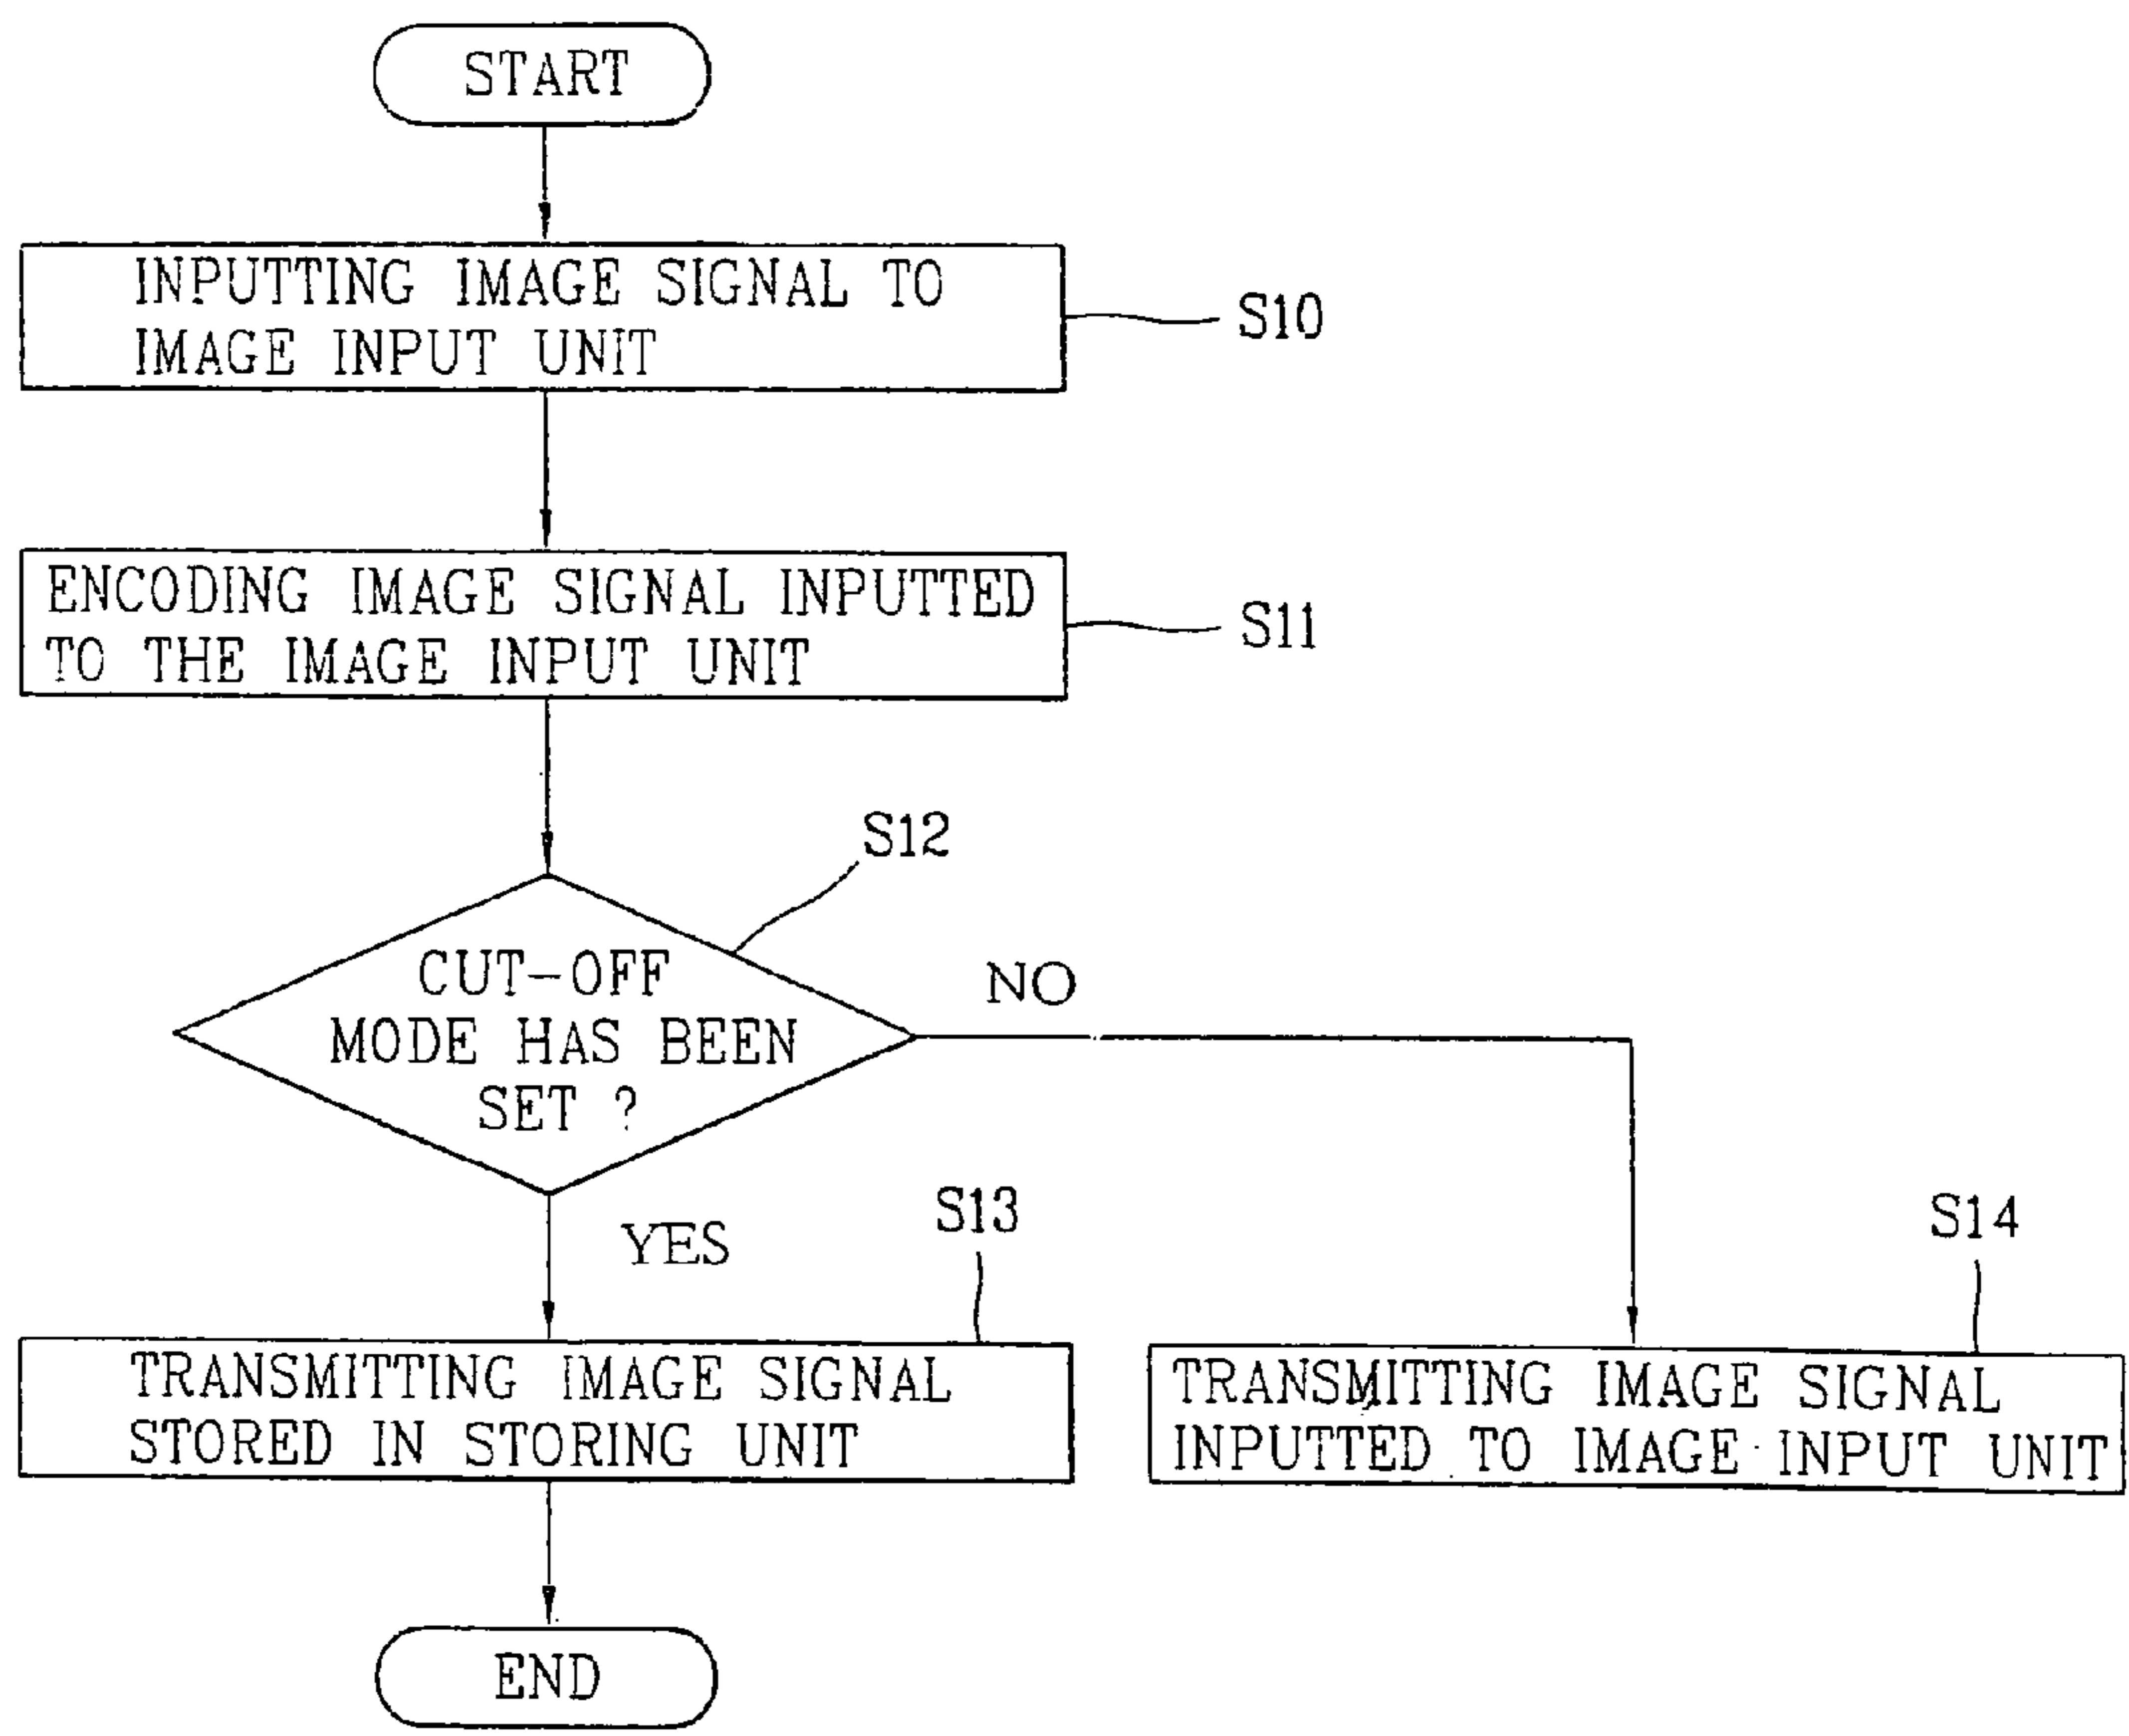 START
INPUTTING IMAGE SIGNAL TO
IMAGE INPUT UNIT
S10
ENCODING IMAGE SIGNAL INPUTTED
TO THE IMAGE INPUT UNIT
S11
S12
CUT-OFF
MODE HAS BEEN
SET ?
NO
YES
S13
TRANSMITTING IMAGE SIGNAL
STORED IN STORING UNIT
S14
TRANSMITTING IMAGE SIGNAL
INPUTTED TO IMAGE INPUT UNIT
END